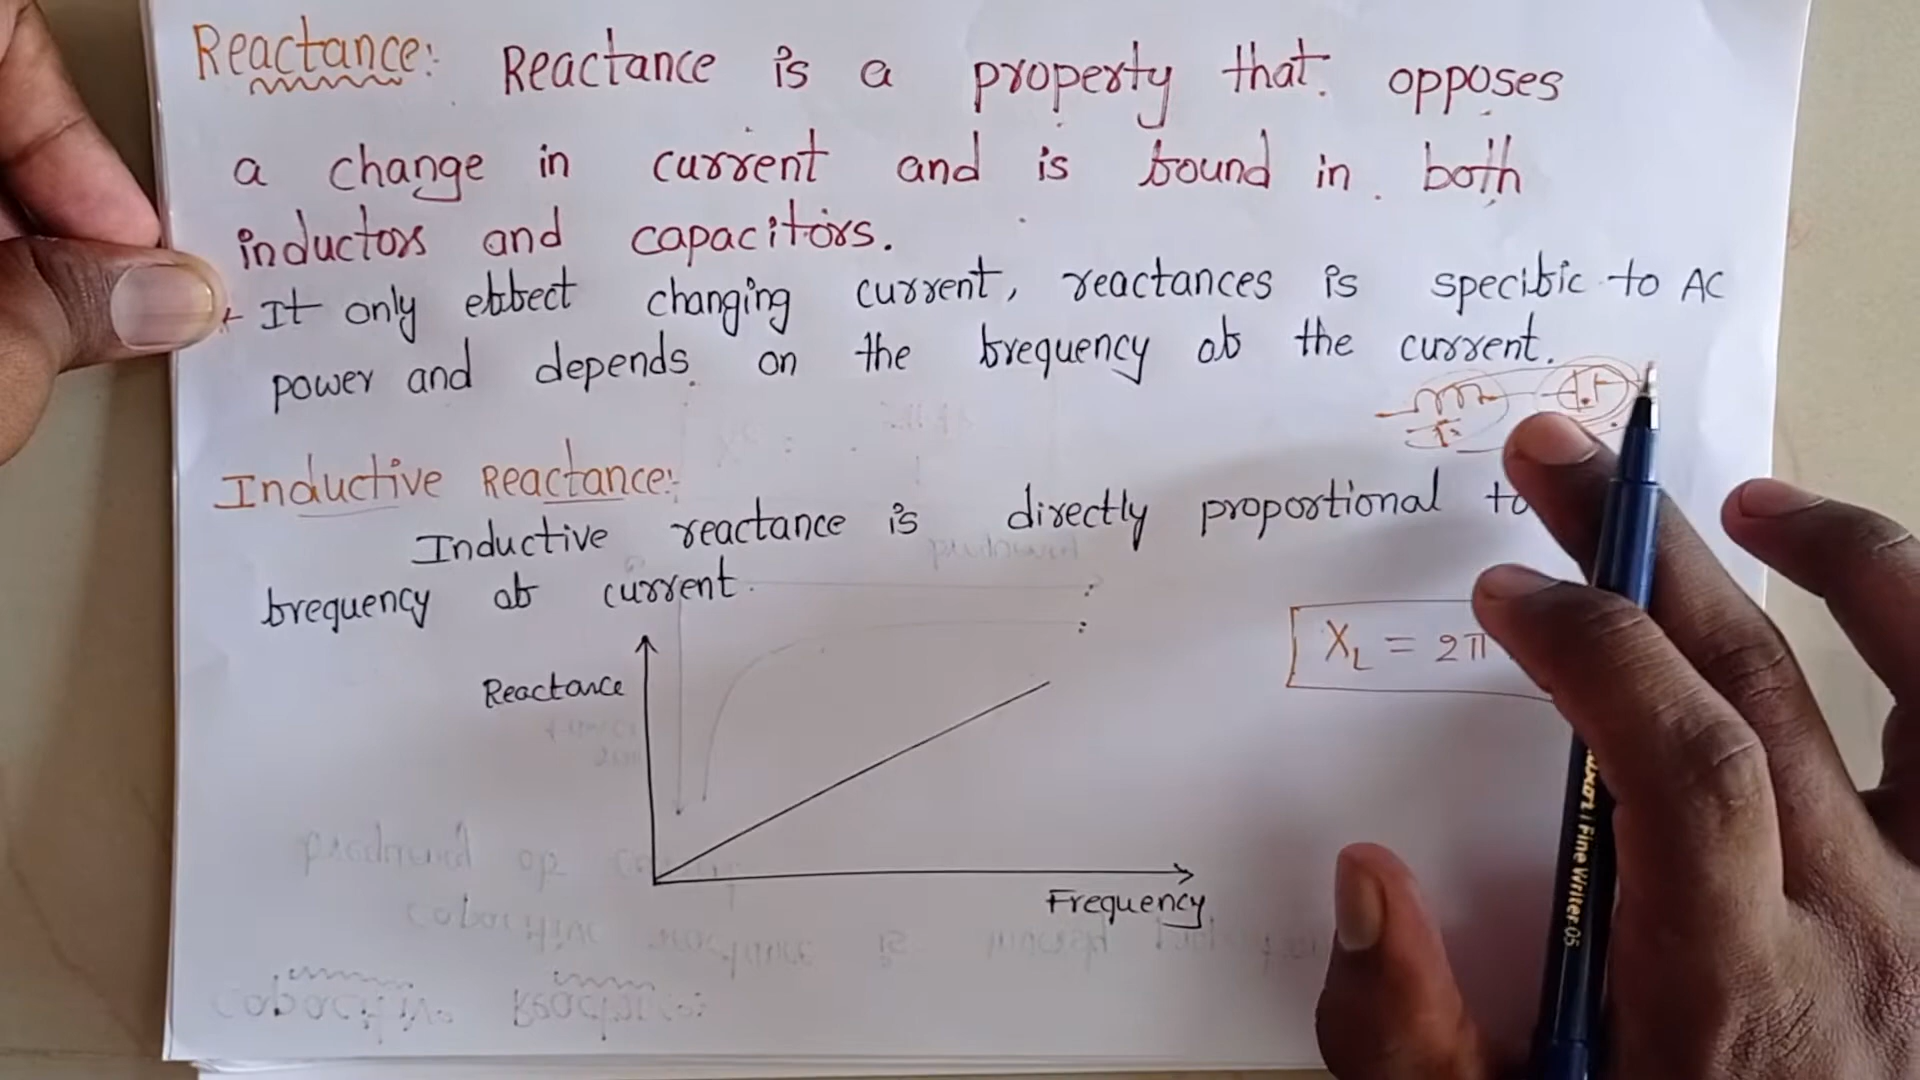 Reactance: Reactance is a property that opposes
a change in current and is found in both
inductors and capacitors.
It only effect changing current, reactances is specific to AC
power and depends on the frequency of the current.
Inductive Reactance:
Inductive reactance is directly proportional to
frequency of current.
Reactance
X_L = 2π
Frequency
Fine Writer 05